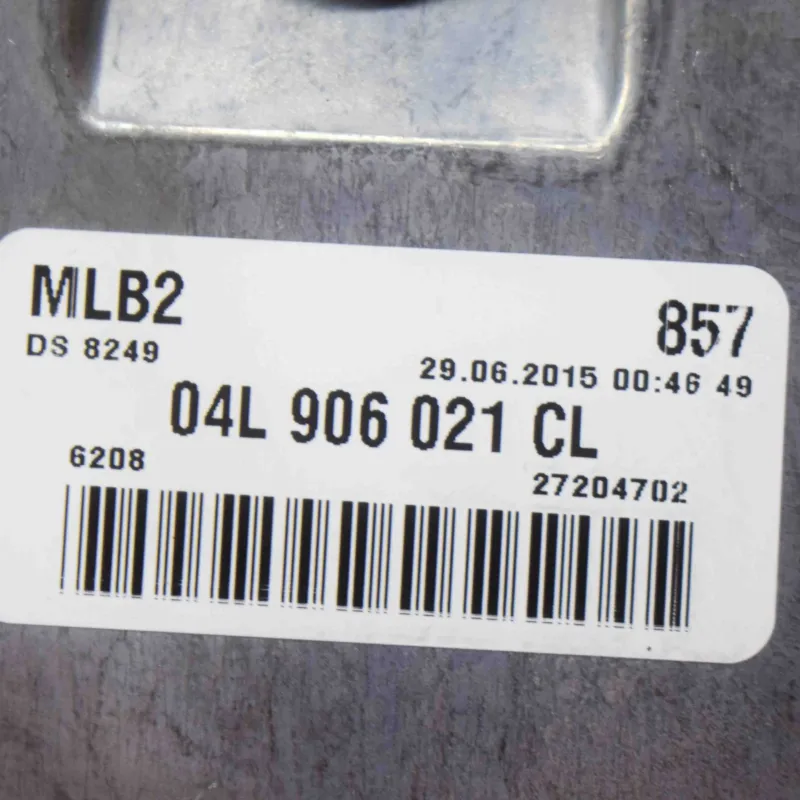 MLB2 857
DS 8249
29.06.2015 00:46 49
04L 906 021 CL
6208 27204702